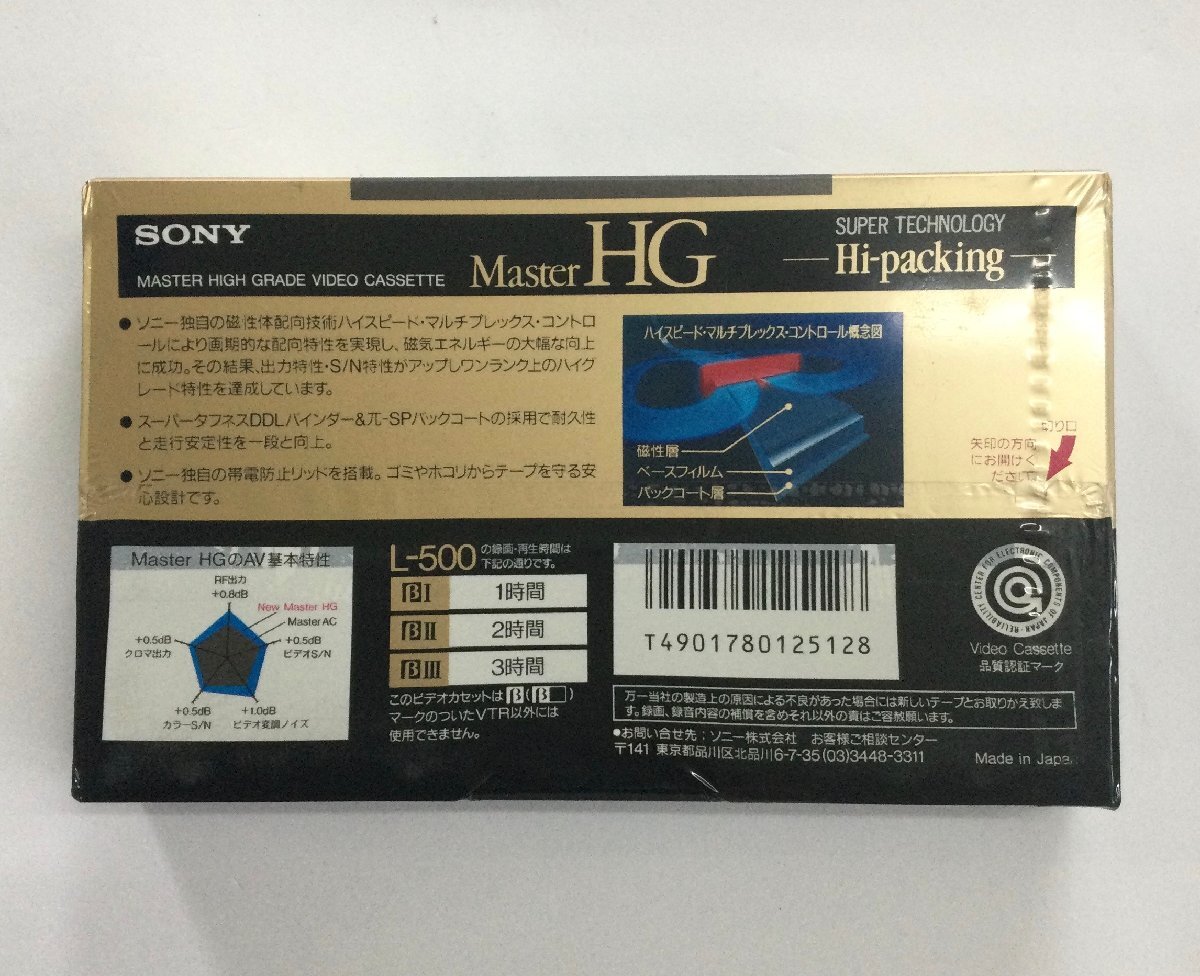 SONY
MASTER HIGH GRADE VIDEO CASSETTE
Master HG
SUPER TECHNOLOGY
Hi-packing
●ソニー独自の磁性体配向技術ハイスピード・マルチプレックス・コントロ
ールにより画期的な配向特性を実現し、磁気エネルギーの大幅な向上
に成功。その結果、出力特性・S/N特性がアップしワンランク上のハイグ
レード特性を達成しています。
●スーパータフネスDDLバインダー&π-SPバックコートの採用で耐久性
と走行安定性を一段と向上。
●ソニー独自の帯電防止リッドを搭載。ゴミやホコリからテープを守る安
心設計です。
ハイスピード・マルチプレックス・コントロール概念図
磁性層
ベースフィルム
バックコート層
切り口
矢印の方向
にお開けく
ださい。
Master HGのAV基本特性
RF出力
+0.8dB
New Master HG
Master AC
+0.5dB
クロマ出力
+0.5dB
ビデオS/N
+0.5dB
カラーS/N
+1.0dB
ビデオ変調ノイズ
L-500の録画・再生時間は
下記の通りです。
βI 1時間
βII 2時間
βIII 3時間
このビデオカセットはβ(β)
マークのついたVTR以外には
使用できません。
T4901780125128
RELIABILITY CENTER FOR ELECTRONIC COMPONENTS OF JAPAN
Video Cassette
品質認証マーク
万一当社の製造上の原因による不良があった場合には新しいテープとお取りかえ致しま
す。録画、録音内容の補償を含めそれ以外の責はご容赦願います。
●お問い合せ先:ソニー株式会社 お客様ご相談センター
〒141 東京都品川区北品川6-7-35(03)3448-3311
Made in Japan